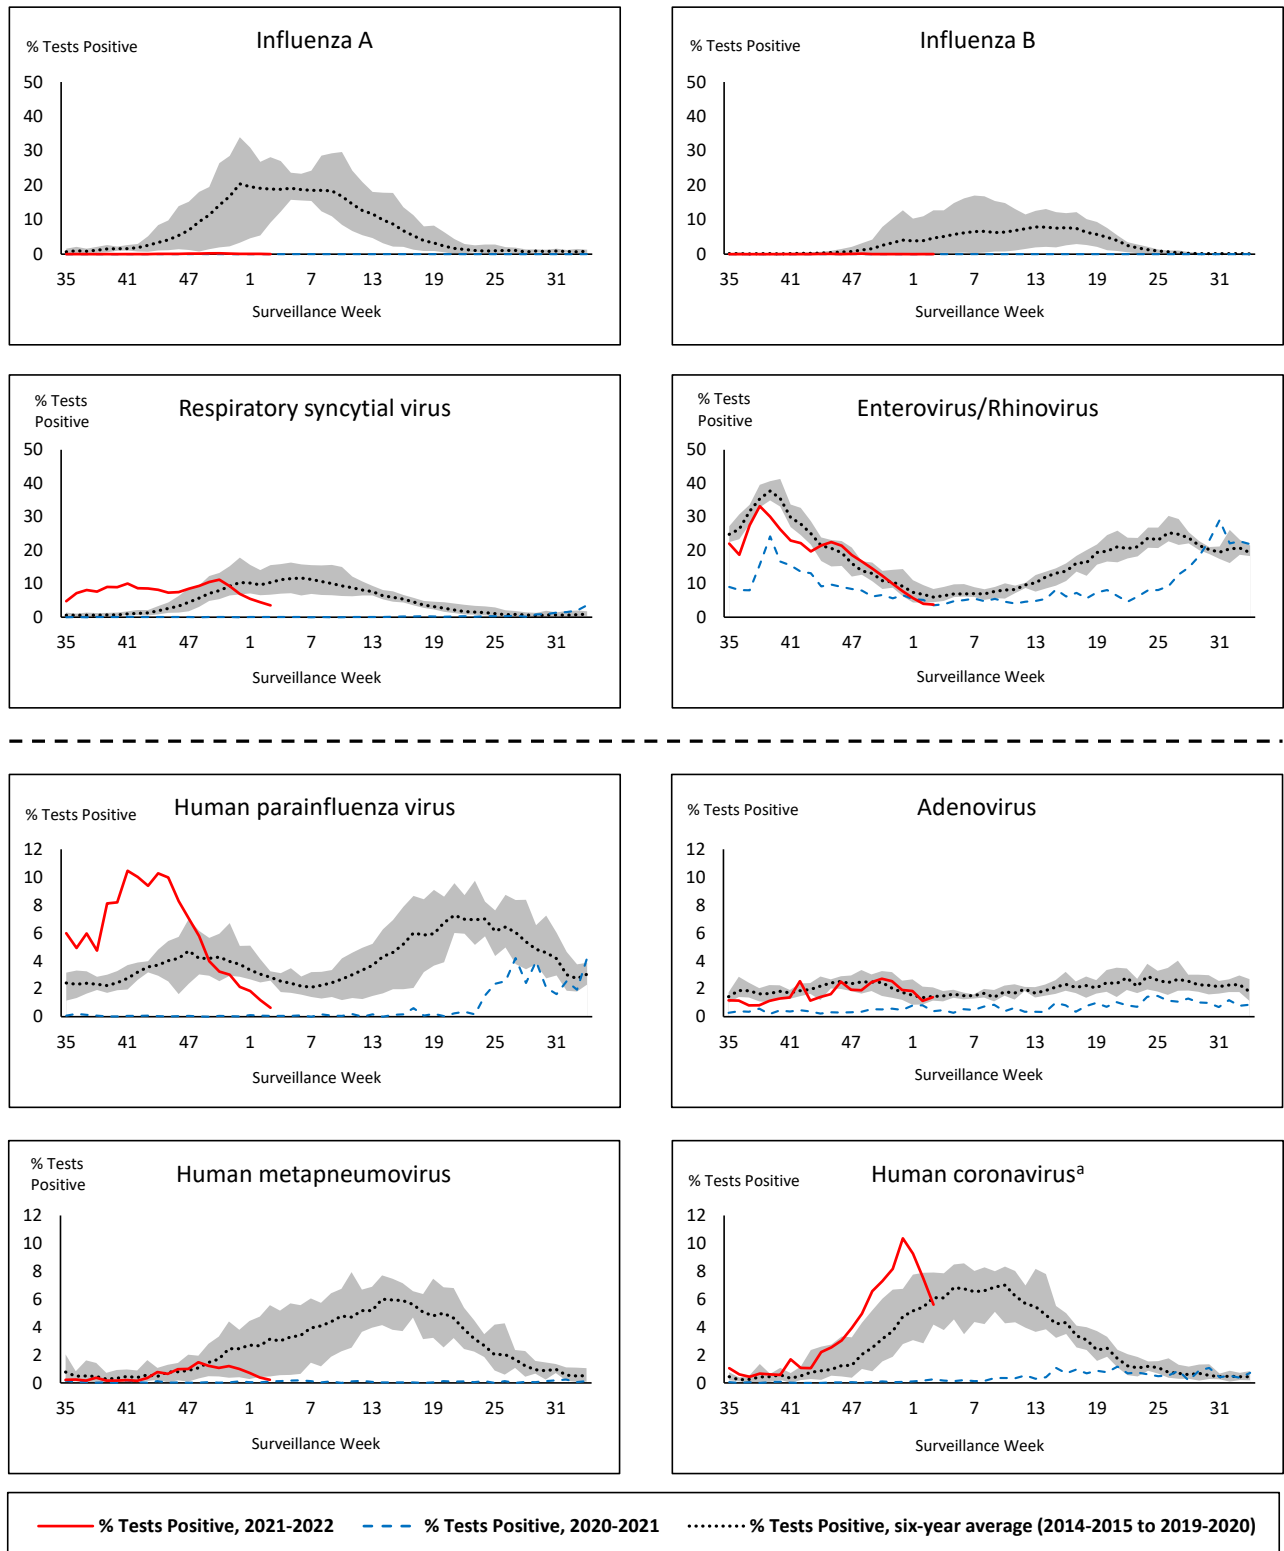 Influenza A
% Tests Positive
50
40
30
20
10
0
35 41 47 1 7 13 19 25 31
Surveillance Week
Influenza B
% Tests Positive
50
40
30
20
10
0
35 41 47 1 7 13 19 25 31
Surveillance Week
Respiratory syncytial virus
% Tests
Positive
50
40
30
20
10
0
35 41 47 1 7 13 19 25 31
Surveillance Week
Enterovirus/Rhinovirus
% Tests
Positive
50
40
30
20
10
0
35 41 47 1 7 13 19 25 31
Surveillance Week
Human parainfluenza virus
% Tests Positive
12
10
8
6
4
2
0
35 41 47 1 7 13 19 25 31
Surveillance Week
Adenovirus
% Tests Positive
12
10
8
6
4
2
0
35 41 47 1 7 13 19 25 31
Surveillance Week
Human metapneumovirus
% Tests
Positive
12
10
8
6
4
2
0
35 41 47 1 7 13 19 25 31
Surveillance Week
Human coronavirusᵃ
% Tests Positive
12
10
8
6
4
2
0
35 41 47 1 7 13 19 25 31
Surveillance Week
% Tests Positive, 2021-2022 % Tests Positive, 2020-2021 % Tests Positive, six-year average (2014-2015 to 2019-2020)